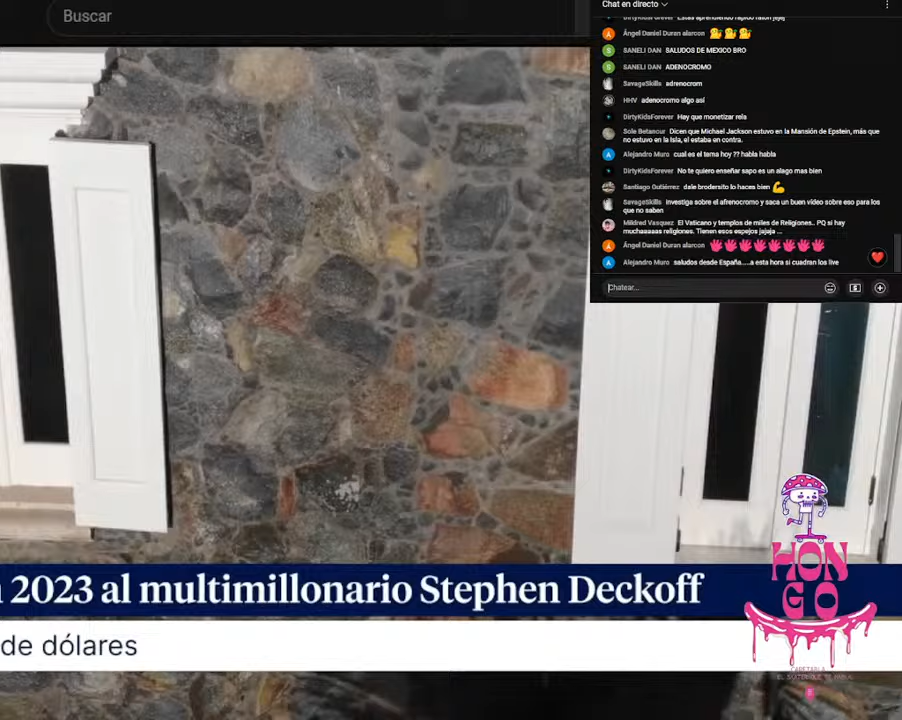 Buscar
Chat en directo
Ángel Daniel Duran alarcon
SANELI DAN SALUDOS DE MEXICO BRO
SANELI DAN ADENOCROMO
SavageSkills adrenocrom
HHV adenocromo algo así
DirtyKidsForever Hay que monetizar rela
Sole Betancur Dicen que Michael Jackson estuvo en la Mansión de Epstein, más que
no estuvo en la Isla, el estaba en contra.
Alejandro Muro cual es el tema hoy ?? habla habla
DirtyKidsForever No te quiero enseñar sapo es un alago mas bien
Santiago Gutiérrez dale brodersito lo haces bien 💪
SavageSkills investiga sobre el afrenocromo y saca un buen vídeo sobre eso para los
que no saben
Mildred Vasquez El Vaticano y templos de miles de Religiones.. PQ si hay
muchaaaaas religiones. Tienen esos espejos jajaja ...
Ángel Daniel Duran alarcon
Alejandro Muro saludos desde España.....a esta hora si cuadran los live
Chatear...
2023 al multimillonario Stephen Deckoff
de dólares
HON
GO